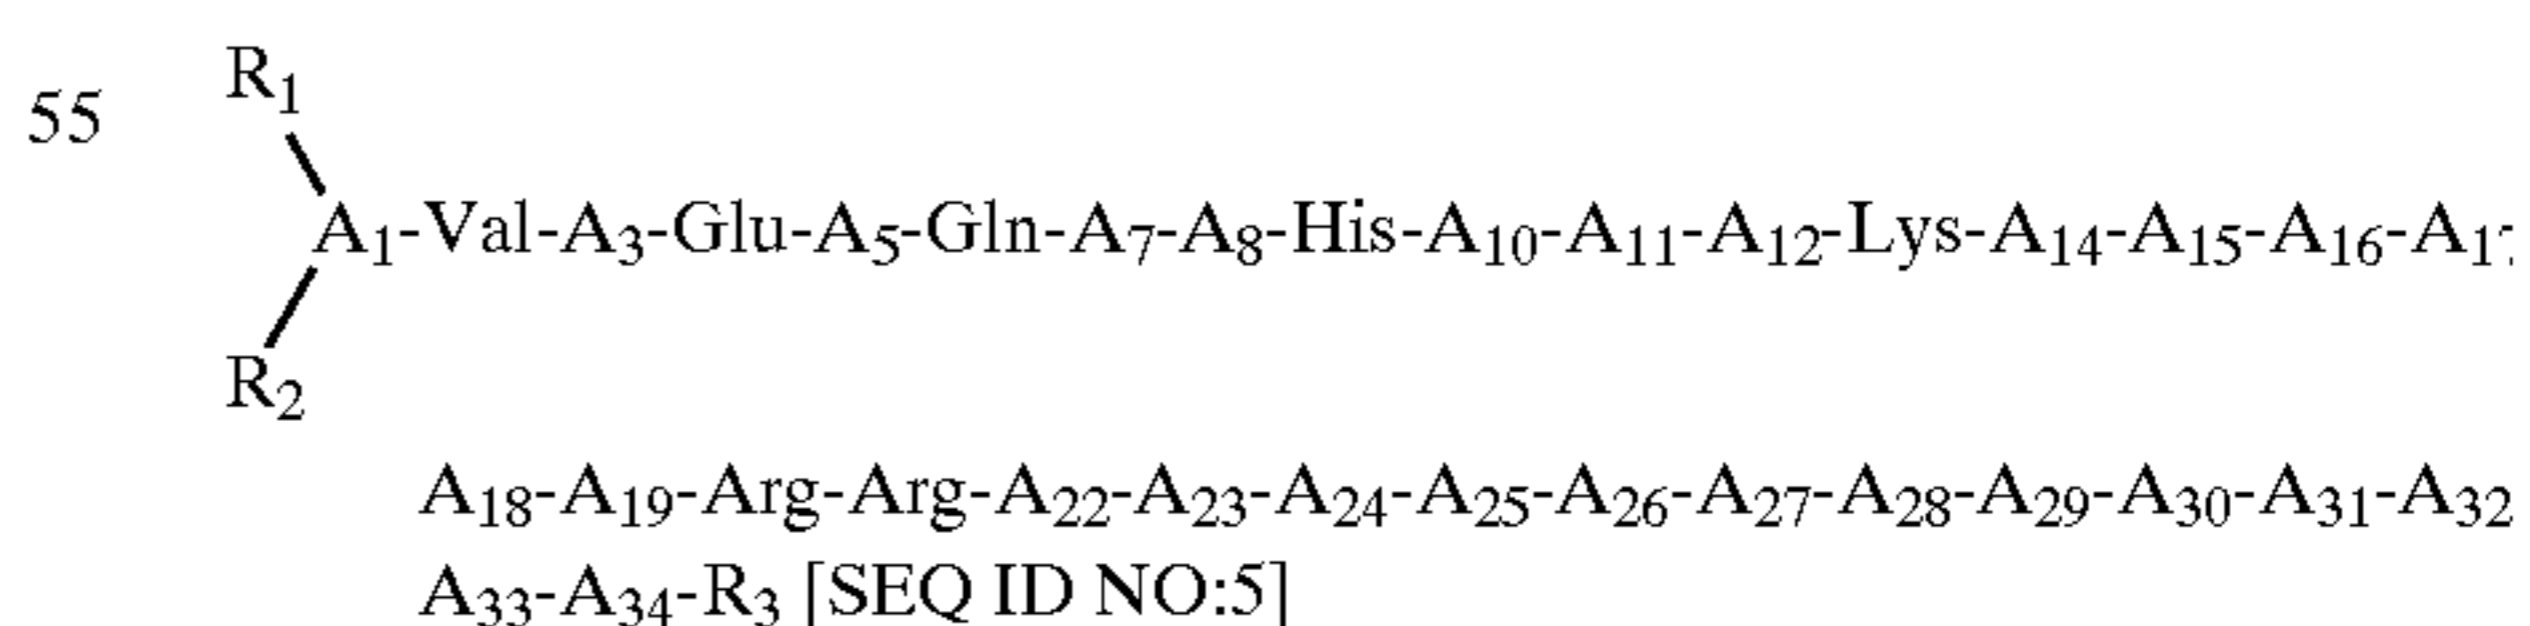 R1
55
A1-Val-A3-Glu-A5-Gln-A7-A8-His-A10-A11-A12-Lys-A14-A15-A16-A1
R2
A18-A19-Arg-Arg-A22-A23-A24-A25-A26-A27-A28-A29-A30-A31-A32
A33-A34-R3 [SEQ ID NO:5]